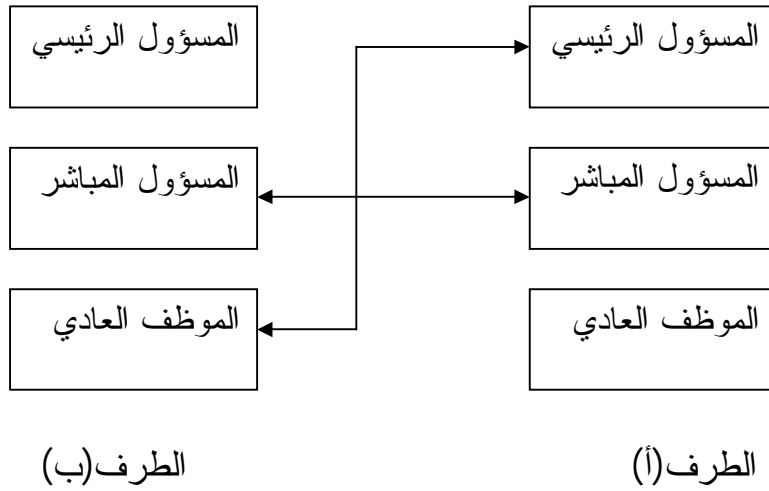 المسؤول الرئيسي
المسؤول الرئيسي
المسؤول المباشر
المسؤول المباشر
الموظف العادي
الموظف العادي
الطرف(أ)
الطرف(ب)